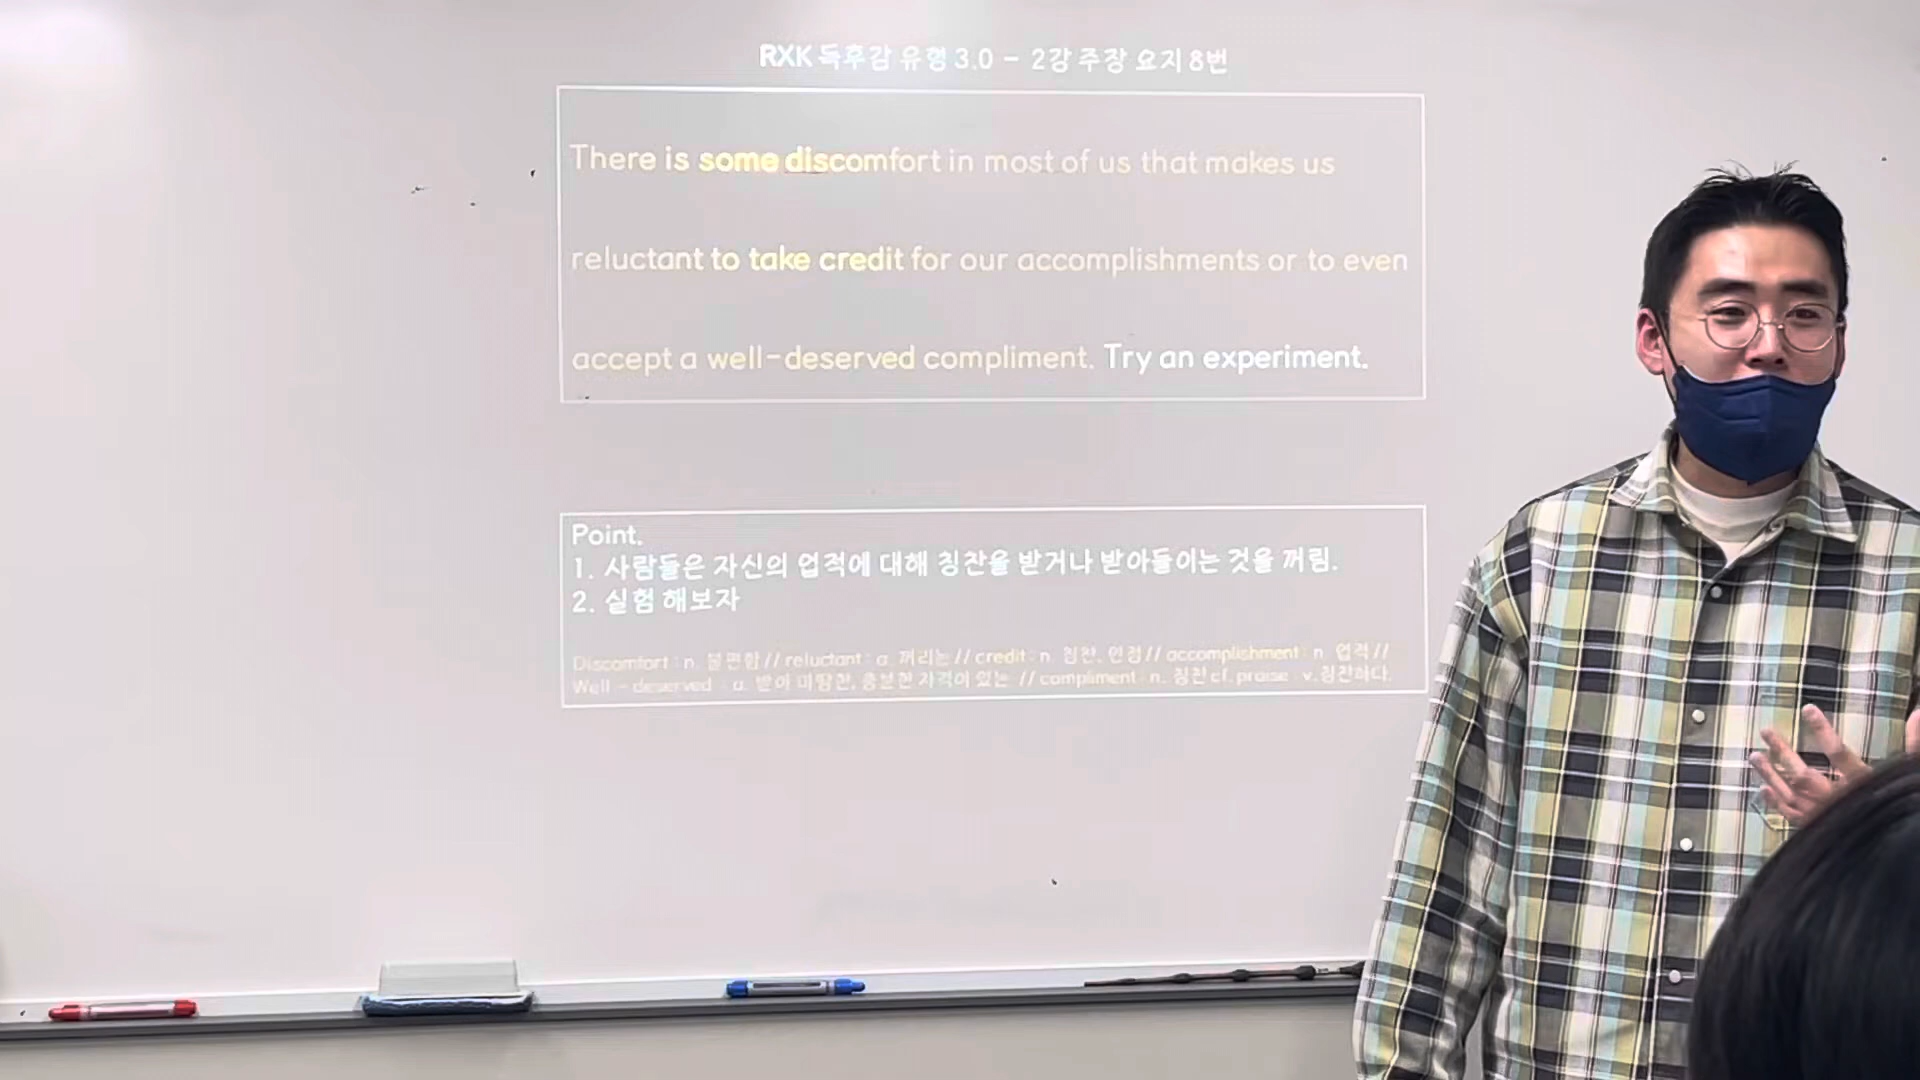 RXK 독후감 유형 3.0 - 2강 주장 요지 8번
There is some discomfort in most of us that makes us
reluctant to take credit for our accomplishments or to even
accept a well-deserved compliment. Try an experiment.
Point.
1. 사람들은 자신의 업적에 대해 칭찬을 받거나 받아들이는 것을 꺼림.
2. 실험 해보자
Discomfort : n. 불편함 // reluctant : a. 꺼리는 // credit : n. 칭찬, 인정 // accomplishment : n. 업적 //
Well - deserved : a. 받아 마땅한, 충분한 자격이 있는 // compliment : n. 칭찬 cf. praise : v. 칭찬하다.